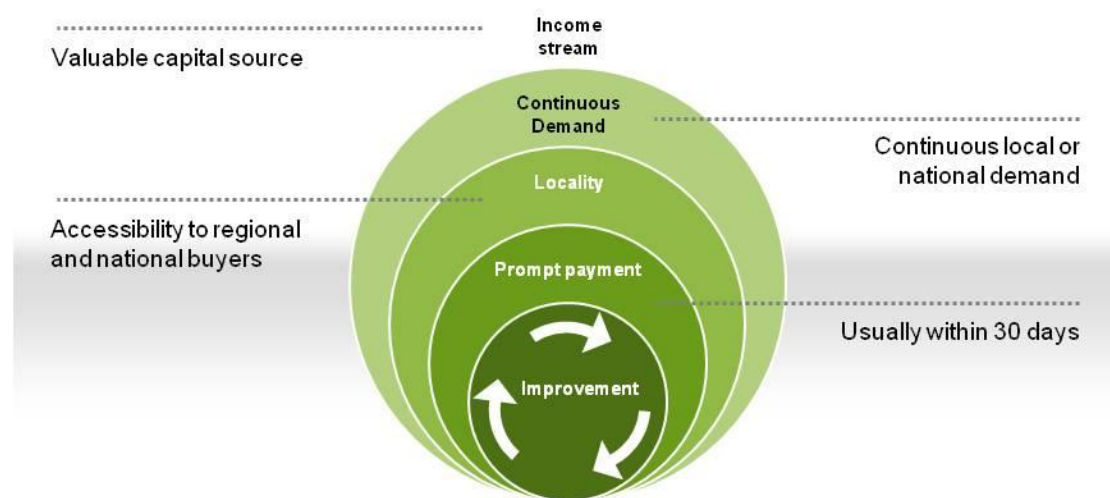 Income
stream
Valuable capital source
Continuous
Demand
Continuous local or
national demand
Locality
Accessibility to regional
and national buyers
Prompt payment
Usually within 30 days
Improvement